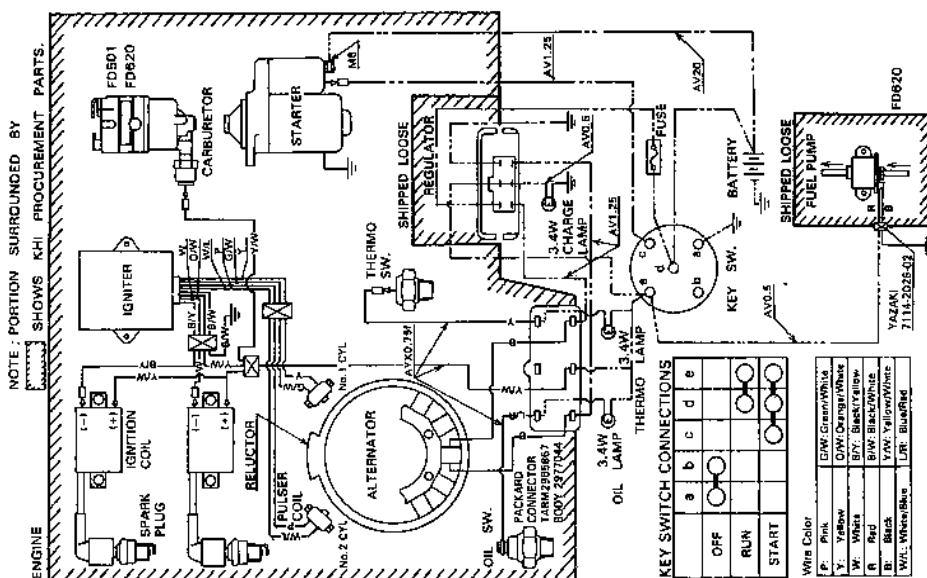 NOTE : PORTION SURROUNDED BY
SHOWS KHI PROCUREMENT PARTS.
ENGINE
FD501
FD620
CARBURETOR
STARTER
M8
IGNITER
W
O/W
W/L
P
G/W
Y
Y/W
B/Y
B/W
B/W
B/Y
Y/W
Y/W
(-)
(+)
IGNITION
COIL
(-)
(+)
SPARK
PLUG
RELUCTOR
PULSER
COIL
No. 1 CYL
No. 2 CYL
ALTERNATOR
OIL SW.
THERMO
SW.
PACKARD
CONNECTOR
TARM2965867
BODY 2977044
SHIPPED LOOSE
REGULATOR
3.4W
CHARGE
LAMP
AV0.5
AV1.25
AV1.25
AV20
FUSE
BATTERY
KEY SW.
a
b
c
d
e
3.4W
THERMO LAMP
3.4W
OIL LAMP
AV0.5
SHIPPED LOOSE
FUEL PUMP
R
B
FD620
YAZAKI
7114-2026-02
KEY SWITCH CONNECTIONS
a b c d e
OFF
RUN
START
Wire Color
P: Pink G/W: Green/White
Y: Yellow O/W: Orange/White
W: White B/Y: Black/Yellow
R Red B/W: Black/White
B: Black Y/W: Yellow/White
W/L: White/Blue L/R: Blue/Red